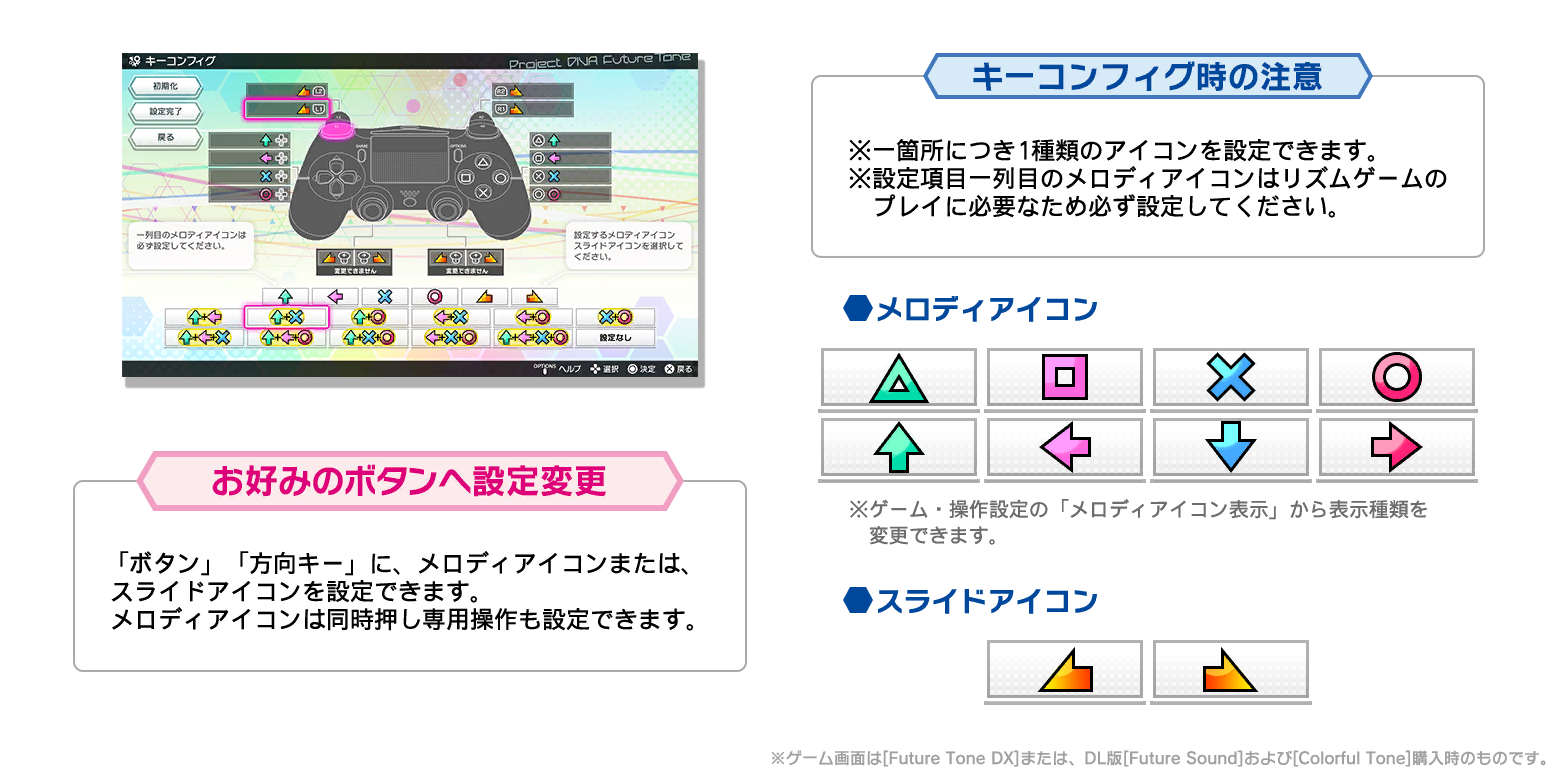 キーコンフィグ
Project DIVA Future Tone
初期化
設定完了
戻る
L2
L1
R2
R1
SHARE
OPTIONS
一列目のメロディアイコンは
必ず設定してください。
設定するメロディアイコン
スライドアイコンを選択して
ください。
変更できません
変更できません
設定なし
OPTIONS ヘルプ 選択 決定 戻る
お好みのボタンへ設定変更
「ボタン」「方向キー」に、メロディアイコンまたは、
スライドアイコンを設定できます。
メロディアイコンは同時押し専用操作も設定できます。
キーコンフィグ時の注意
※一箇所につき1種類のアイコンを設定できます。
※設定項目一列目のメロディアイコンはリズムゲームの
プレイに必要なため必ず設定してください。
メロディアイコン
※ゲーム・操作設定の「メロディアイコン表示」から表示種類を
変更できます。
スライドアイコン
※ゲーム画面は[Future Tone DX]または、DL版[Future Sound]および[Colorful Tone]購入時のものです。